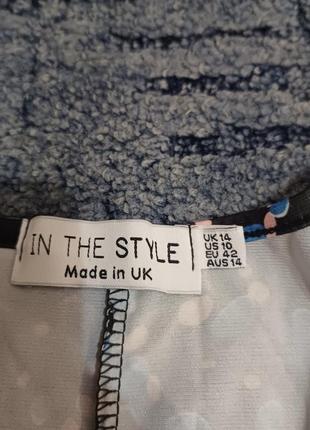 IN THE STYLE
Made in UK
UK 14
US 10
EU 42
AUS 14